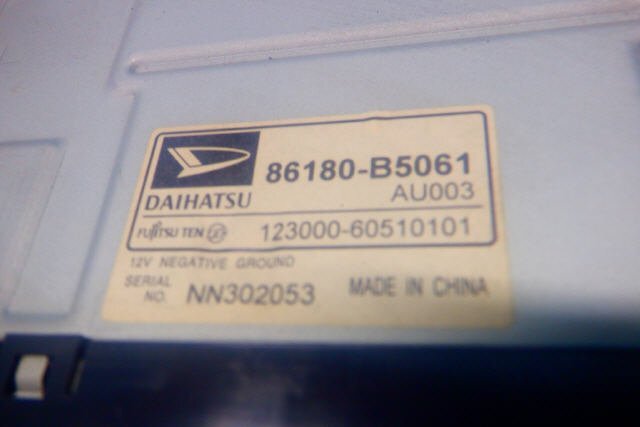 86180-B5061
DAIHATSU
AU003
FUJITSU TEN
123000-60510101
12V NEGATIVE GROUND
SERIAL NO. NN302053
MADE IN CHINA